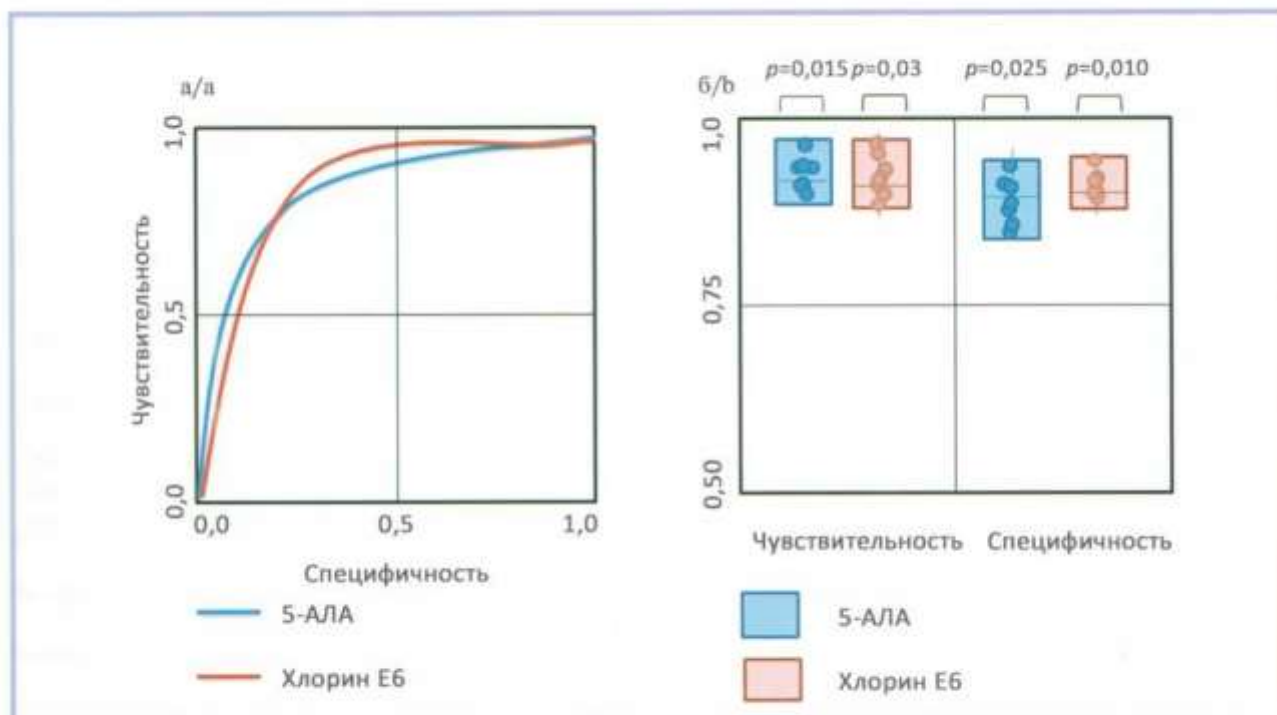 а/a
Чувствительность
1,0
0,5
0,0
0,0 0,5 1,0
Специфичность
5-АЛА
Хлорин Е6
б/b
p=0,015 p=0,03 p=0,025 p=0,010
1,0
0,75
0,50
Чувствительность Специфичность
5-АЛА
Хлорин Е6